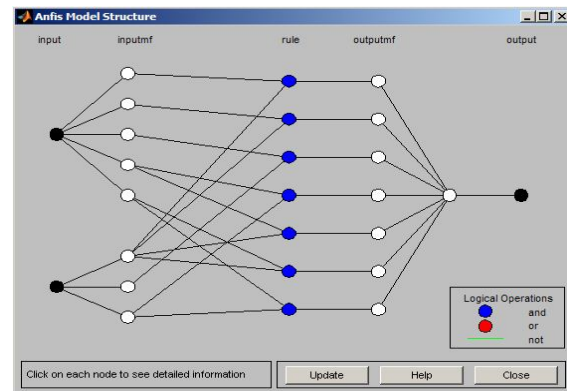 Anfis Model Structure
input inputmf rule outputmf output
Logical Operations
and
or
not
Click on each node to see detailed information
Update Help Close